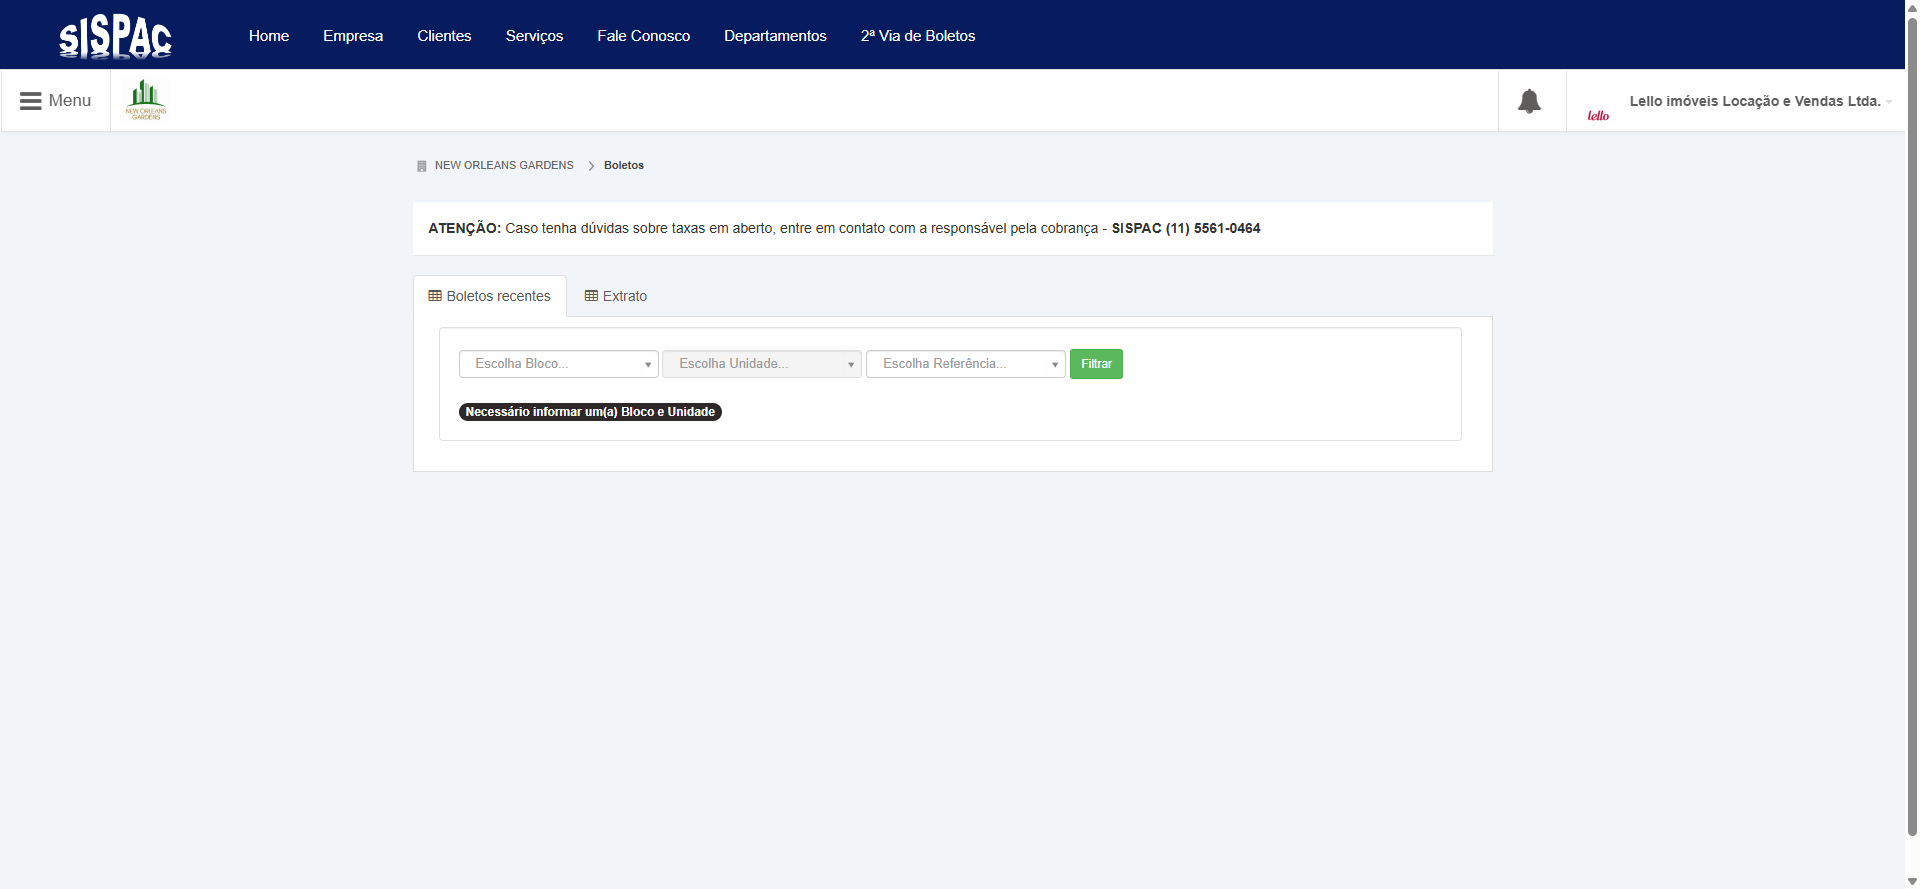 SISPAC
Home Empresa Clientes Serviços Fale Conosco Departamentos 2ª Via de Boletos
Menu
NEW ORLEANS
GARDENS
lello
Lello imóveis Locação e Vendas Ltda.
NEW ORLEANS GARDENS > Boletos
ATENÇÃO: Caso tenha dúvidas sobre taxas em aberto, entre em contato com a responsável pela cobrança - SISPAC (11) 5561-0464
Boletos recentes Extrato
Escolha Bloco... Escolha Unidade... Escolha Referência... Filtrar
Necessário informar um(a) Bloco e Unidade